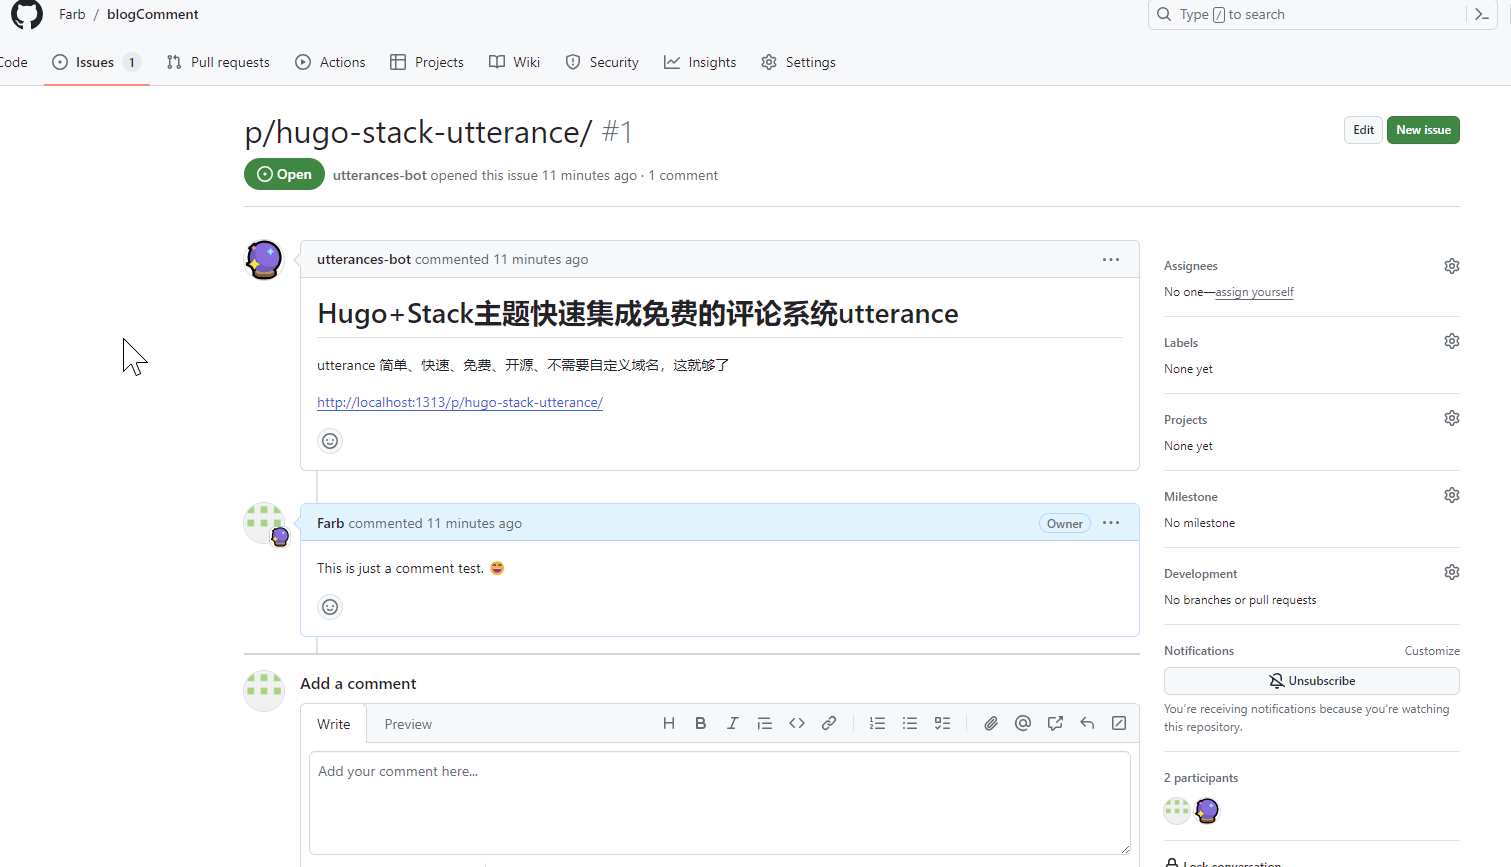 Farb / blogComment
Type / to search
Code Issues 1 Pull requests Actions Projects Wiki Security Insights Settings
p/hugo-stack-utterance/ #1
Edit New issue
Open utterances-bot opened this issue 11 minutes ago · 1 comment
utterances-bot commented 11 minutes ago
Hugo+Stack主题快速集成免费的评论系统utterance
utterance 简单、快速、免费、开源、不需要自定义域名，这就够了
http://localhost:1313/p/hugo-stack-utterance/
Farb commented 11 minutes ago Owner
This is just a comment test. 😄
Add a comment
Write Preview
Add your comment here...
Assignees
No one—assign yourself
Labels
None yet
Projects
None yet
Milestone
No milestone
Development
No branches or pull requests
Notifications Customize
Unsubscribe
You're receiving notifications because you're watching
this repository.
2 participants
Lock conversation